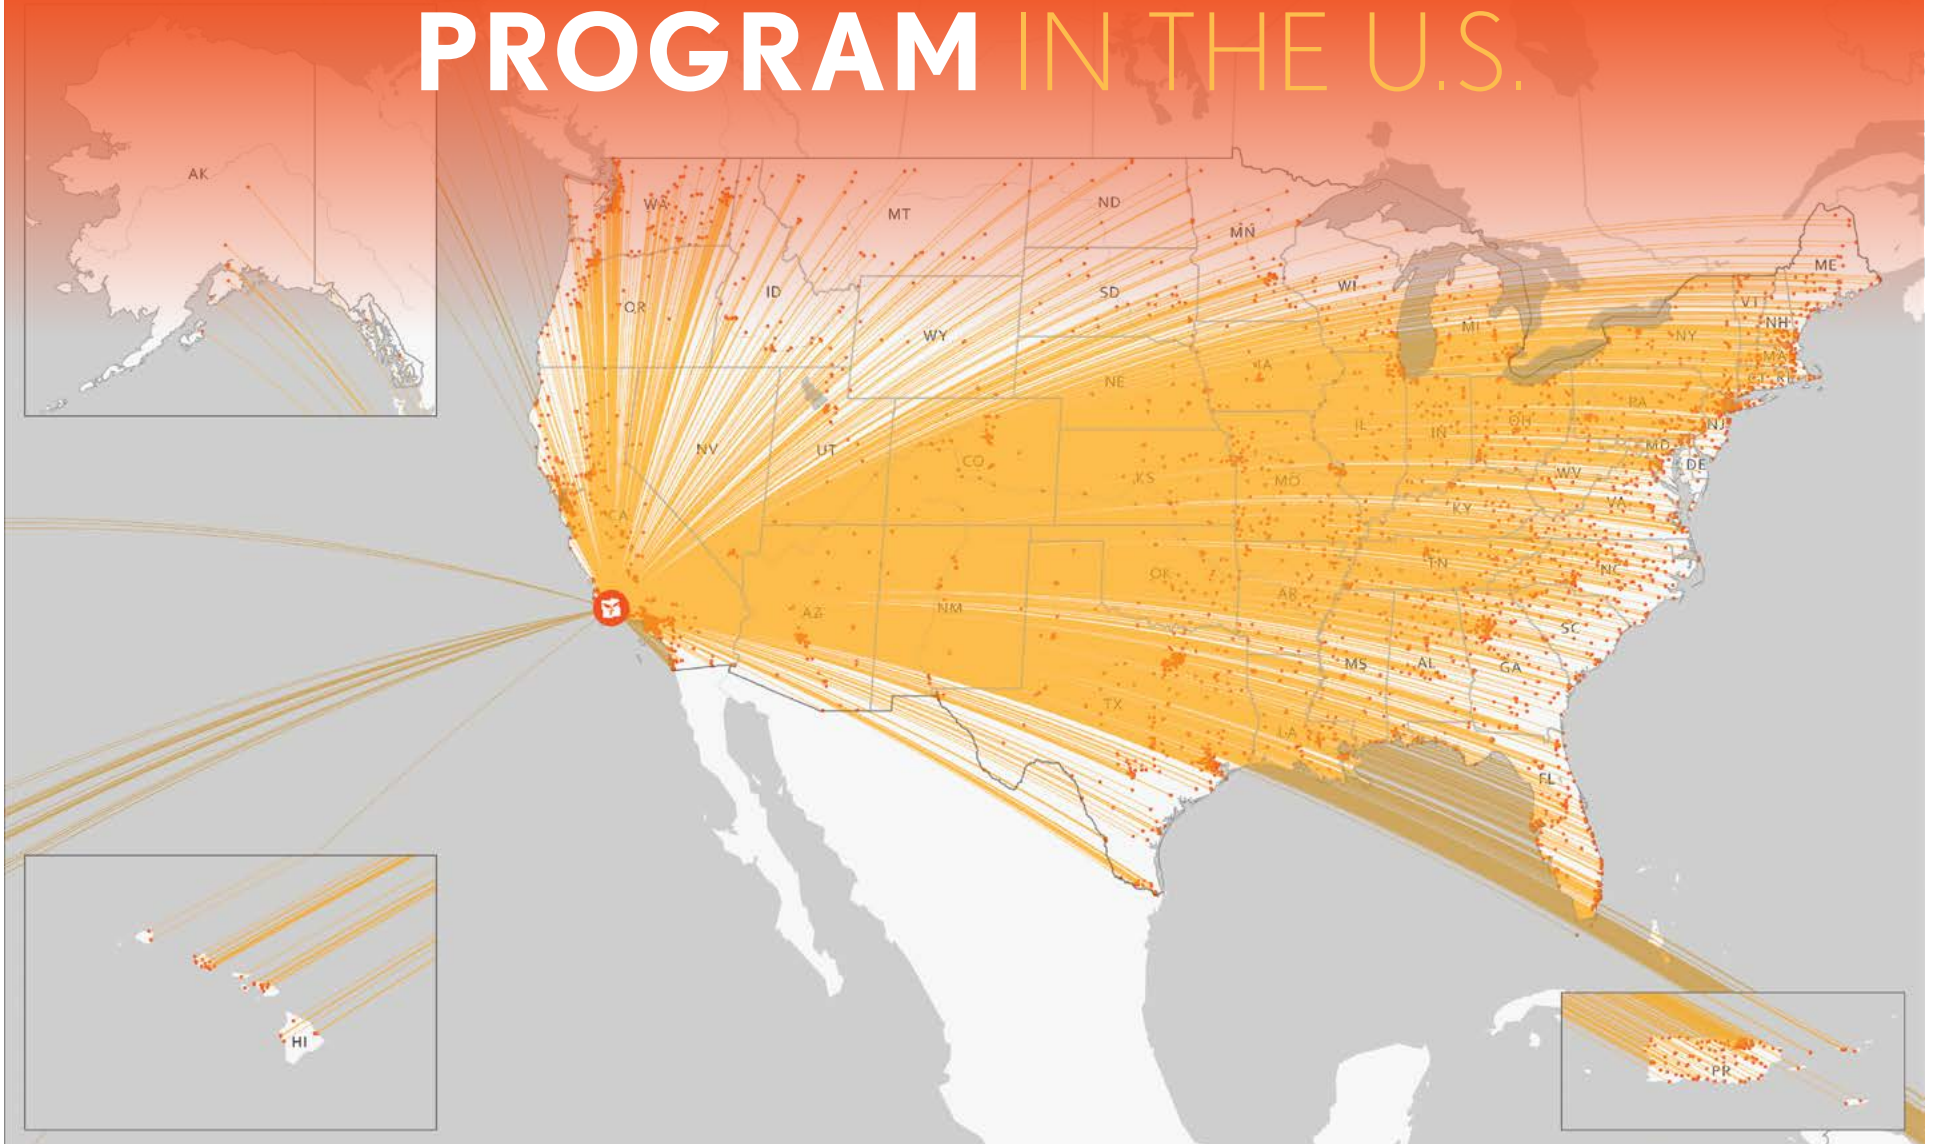 PROGRAM IN THE U.S.
AK
WA
MT
ND
MN
ME
OR
ID
SD
WI
VT
WY
MI
NY
NH
MA
IA
NE
CT RI
PA
NV
UT
CO
KS
MO
IL
IN
OH
NJ
MD
DE
WV
VA
CA
KY
AZ
NM
OK
AR
TN
NC
SC
MS
AL
GA
TX
LA
FL
HI
PR